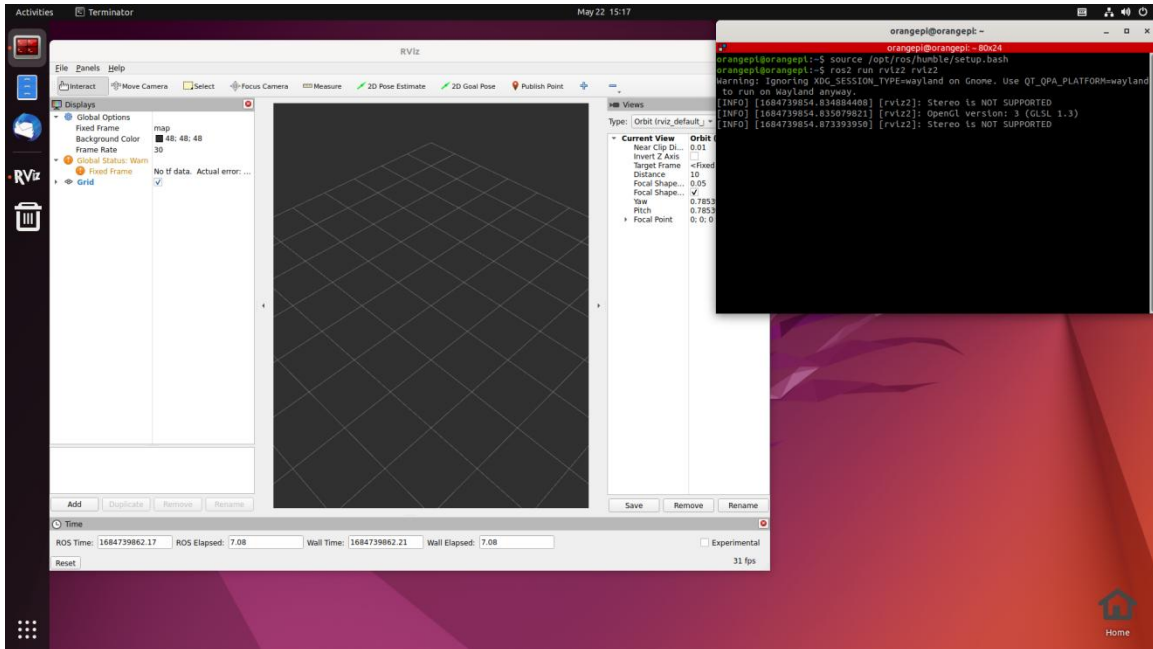 Activities
Terminator
May 22 15:17
RViz
File Panels Help
Interact Move Camera Select Focus Camera Measure 2D Pose Estimate 2D Goal Pose Publish Point
Displays
Global Options
Fixed Frame map
Background Color 48; 48; 48
Frame Rate 30
Global Status: Warn
Fixed Frame No tf data. Actual error: ...
Grid
Add Duplicate Remove Rename
Views
Type: Orbit (rviz_default_
Current View Orbit (
Near Clip Di... 0.01
Invert Z Axis
Target Frame <Fixed
Distance 10
Focal Shape... 0.05
Focal Shape...
Yaw 0.7853
Pitch 0.7853
Focal Point 0; 0; 0
Save Remove Rename
Time
ROS Time: 1684739862.17 ROS Elapsed: 7.08 Wall Time: 1684739862.21 Wall Elapsed: 7.08 Experimental
Reset 31 fps
orangepi@orangepi: ~
orangepi@orangepi: ~ 80x24
orangepi@orangepi:~$ source /opt/ros/humble/setup.bash
orangepi@orangepi:~$ ros2 run rviz2 rviz2
Warning: Ignoring XDG_SESSION_TYPE=wayland on Gnome. Use QT_QPA_PLATFORM=wayland
to run on Wayland anyway.
[INFO] [1684739854.834884408] [rviz2]: Stereo is NOT SUPPORTED
[INFO] [1684739854.835079821] [rviz2]: OpenGl version: 3 (GLSL 1.3)
[INFO] [1684739854.873393950] [rviz2]: Stereo is NOT SUPPORTED
RViz
Home